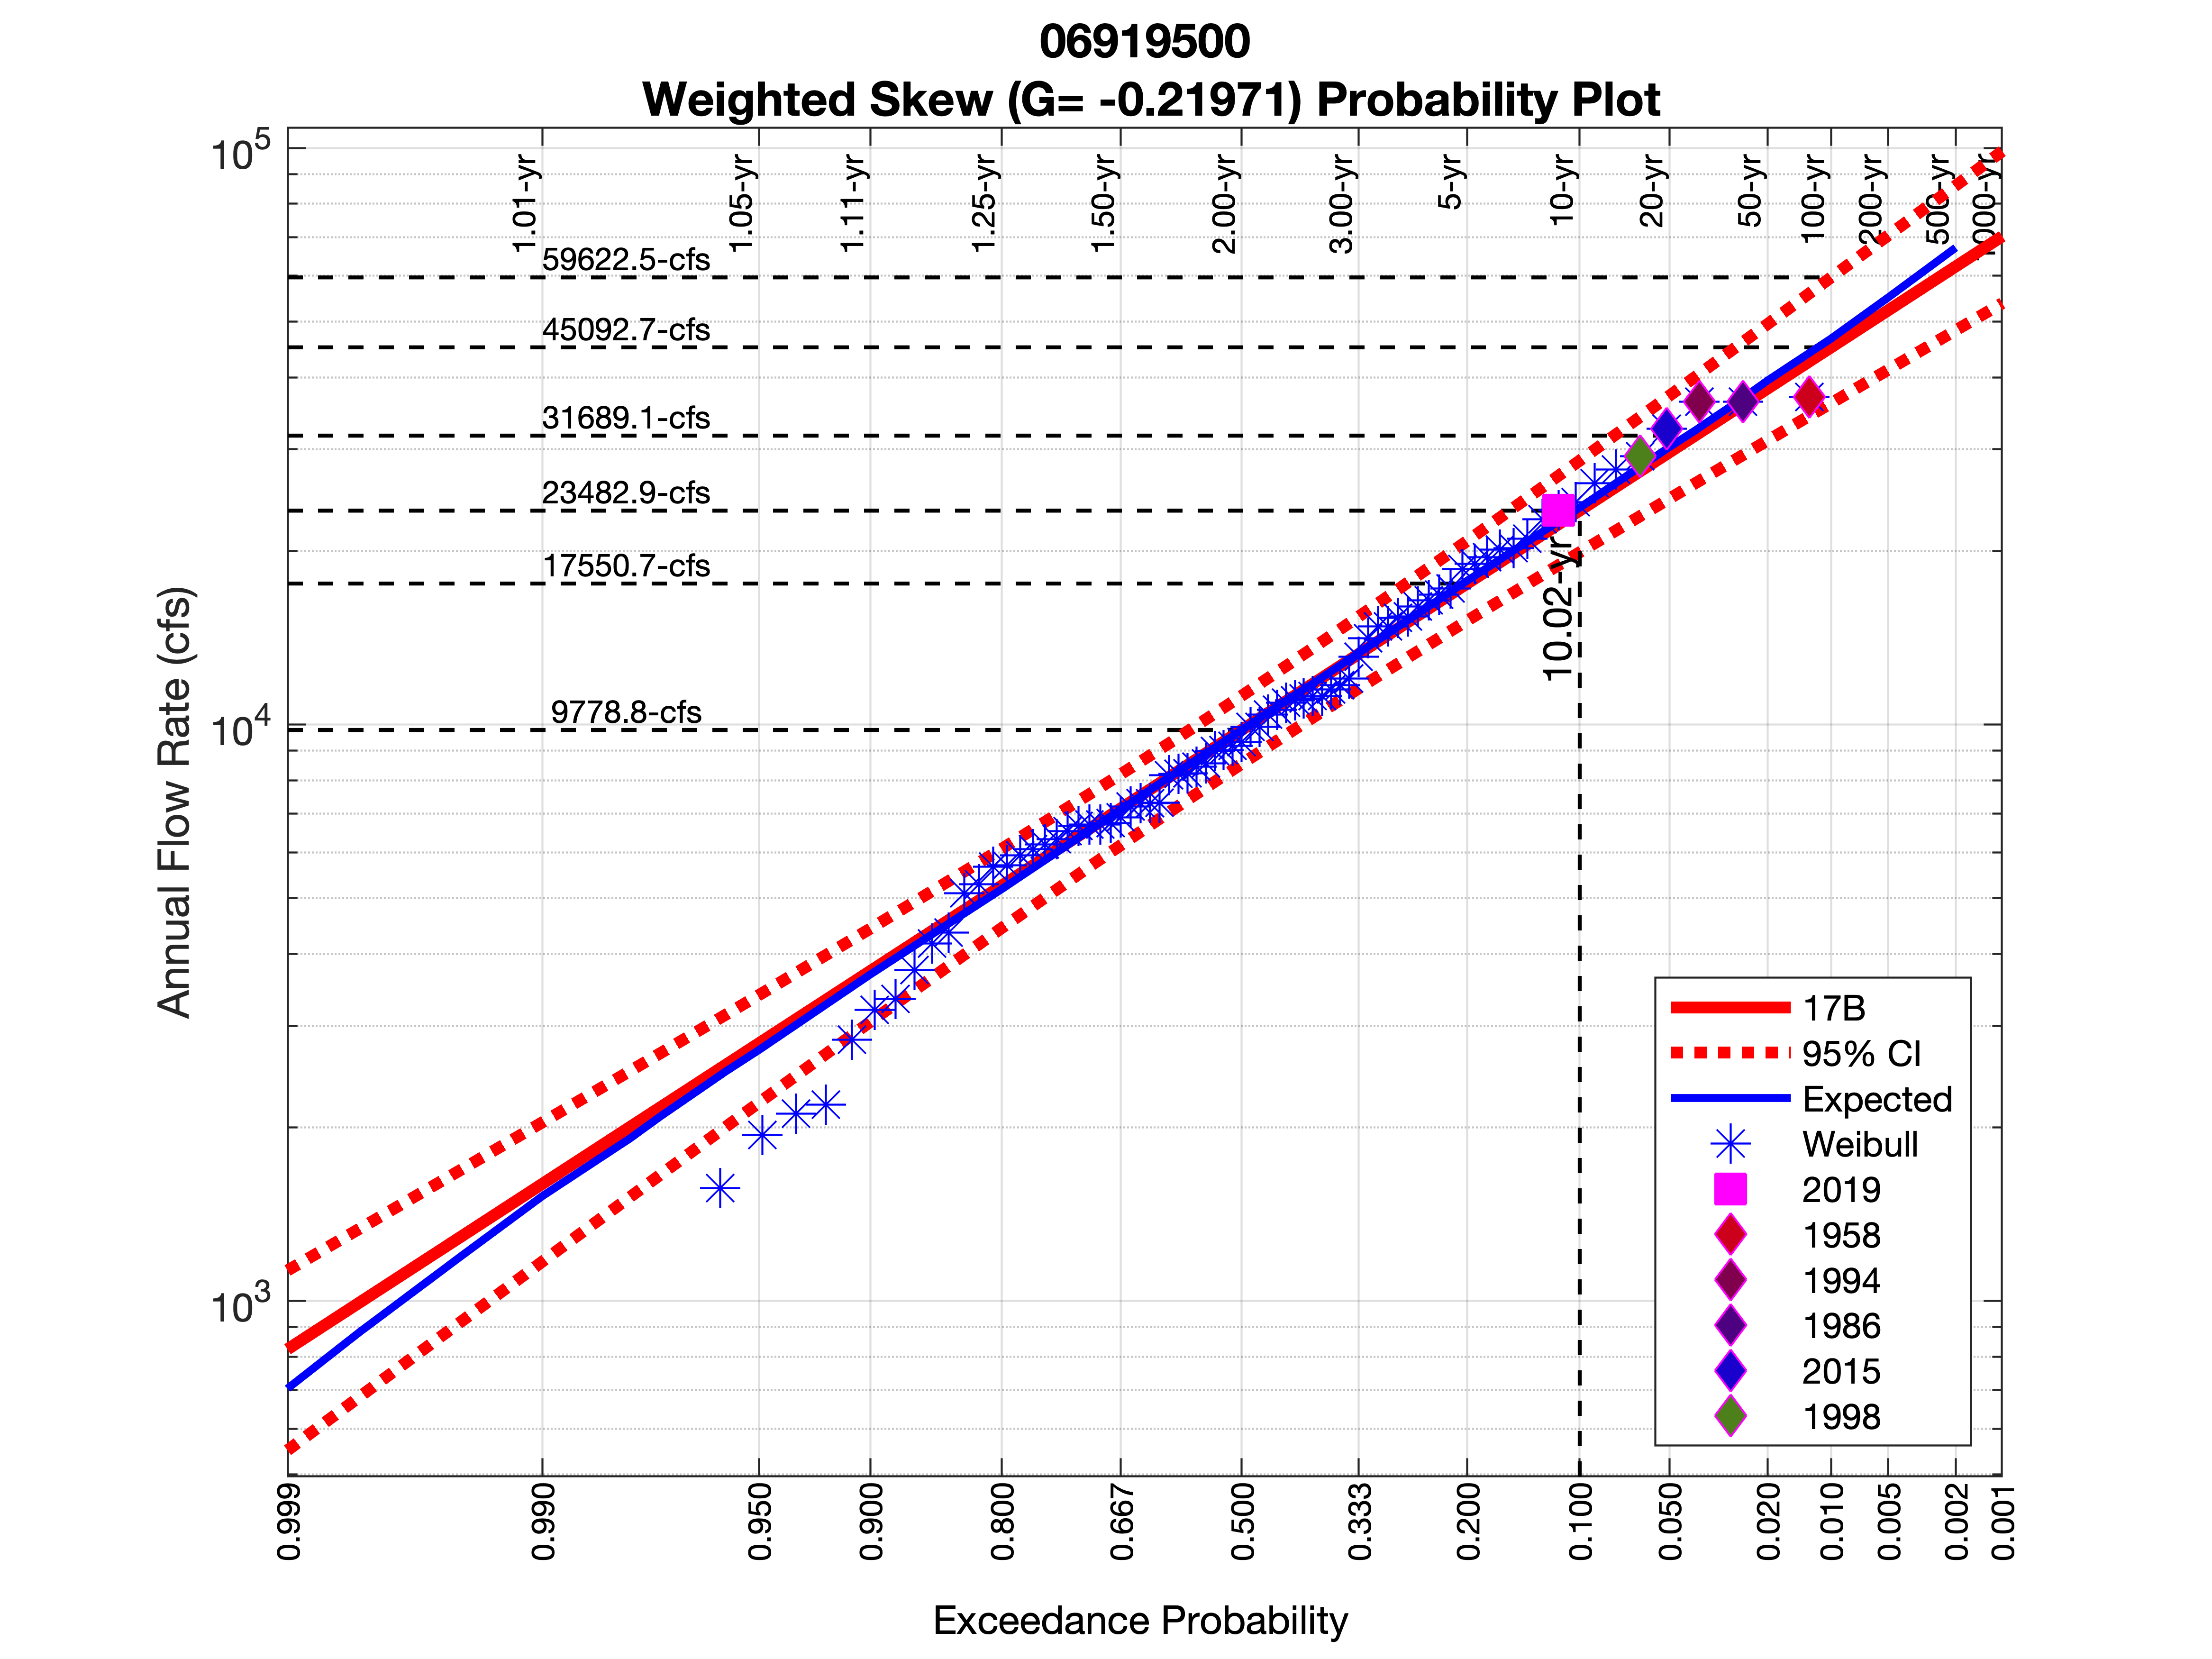 06919500
Weighted Skew (G= -0.21971) Probability Plot
10^5
10^4
10^3
Annual Flow Rate (cfs)
1.01-yr
1.05-yr
1.11-yr
1.25-yr
1.50-yr
2.00-yr
3.00-yr
5-yr
10-yr
20-yr
50-yr
100-yr
200-yr
500-yr
59622.5-cfs
45092.7-cfs
31689.1-cfs
23482.9-cfs
17550.7-cfs
9778.8-cfs
10.02-yr
17B
95% CI
Expected
Weibull
2019
1958
1994
1986
2015
1998
0.999
0.990
0.950
0.900
0.800
0.667
0.500
0.333
0.200
0.100
0.050
0.020
0.010
0.005
0.002
0.001
Exceedance Probability